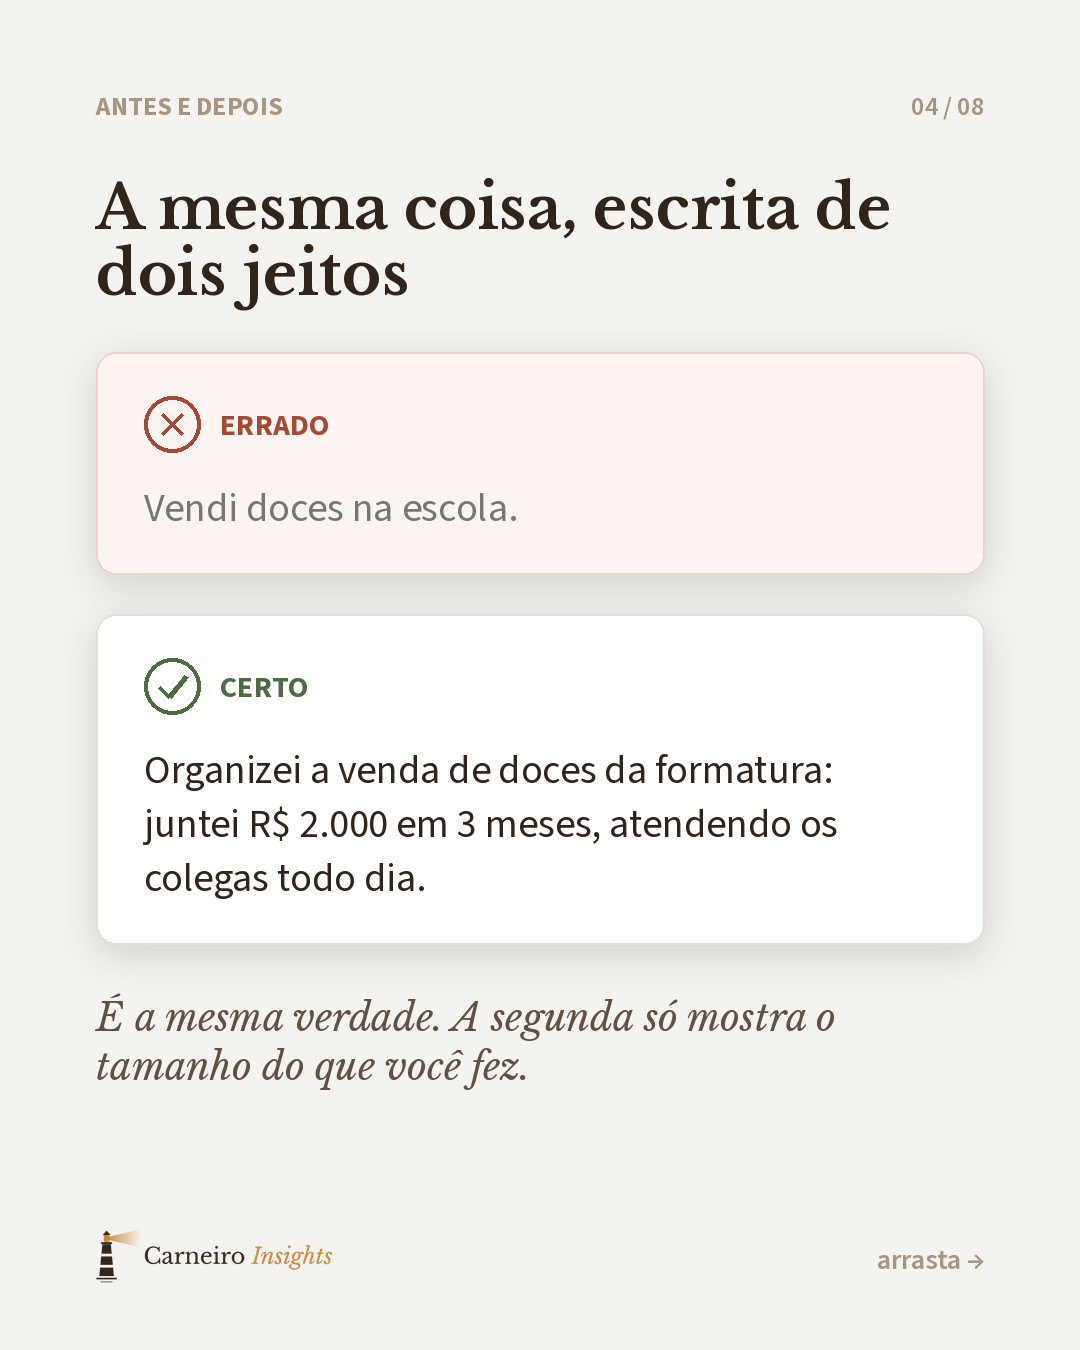 ANTES E DEPOIS
04 / 08
A mesma coisa, escrita de
dois jeitos
ERRADO
Vendi doces na escola.
CERTO
Organizei a venda de doces da formatura:
juntei R$ 2.000 em 3 meses, atendendo os
colegas todo dia.
É a mesma verdade. A segunda só mostra o
tamanho do que você fez.
Carneiro Insights
arrasta →